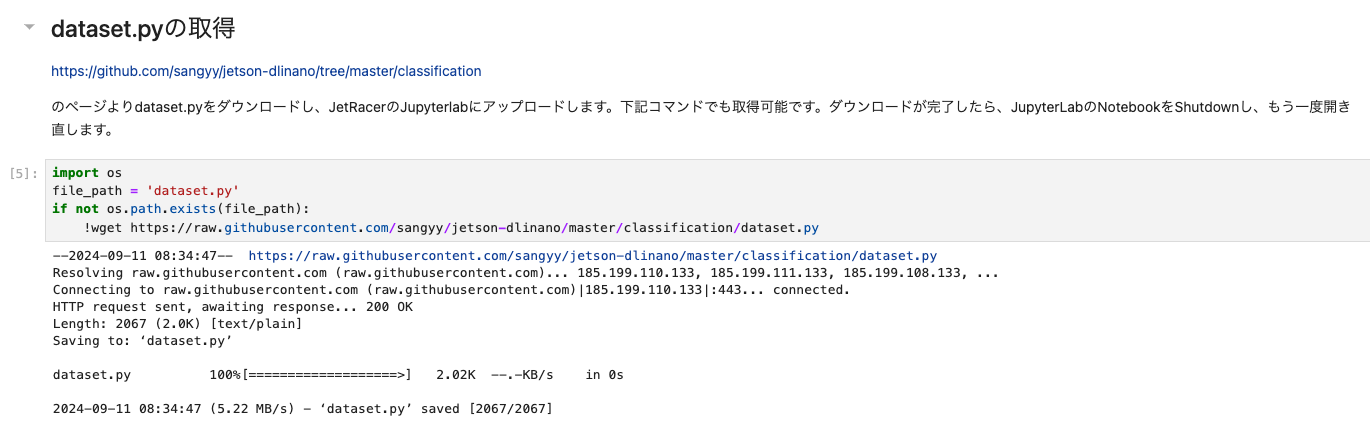 dataset.pyの取得
https://github.com/sangyy/jetson-dlinano/tree/master/classification
のページよりdataset.pyをダウンロードし、JetRacerのJupyterlabにアップロードします。下記コマンドでも取得可能です。ダウンロードが完了したら、JupyterLabのNotebookをShutdownし、もう一度開き
直します。
[5]: import os
file_path = 'dataset.py'
if not os.path.exists(file_path):
    !wget https://raw.githubusercontent.com/sangyy/jetson-dlinano/master/classification/dataset.py
--2024-09-11 08:34:47--  https://raw.githubusercontent.com/sangyy/jetson-dlinano/master/classification/dataset.py
Resolving raw.githubusercontent.com (raw.githubusercontent.com)... 185.199.110.133, 185.199.111.133, 185.199.108.133, ...
Connecting to raw.githubusercontent.com (raw.githubusercontent.com)|185.199.110.133|:443... connected.
HTTP request sent, awaiting response... 200 OK
Length: 2067 (2.0K) [text/plain]
Saving to: ‘dataset.py’
dataset.py          100%[===================>]   2.02K  --.-KB/s    in 0s
2024-09-11 08:34:47 (5.22 MB/s) - ‘dataset.py’ saved [2067/2067]